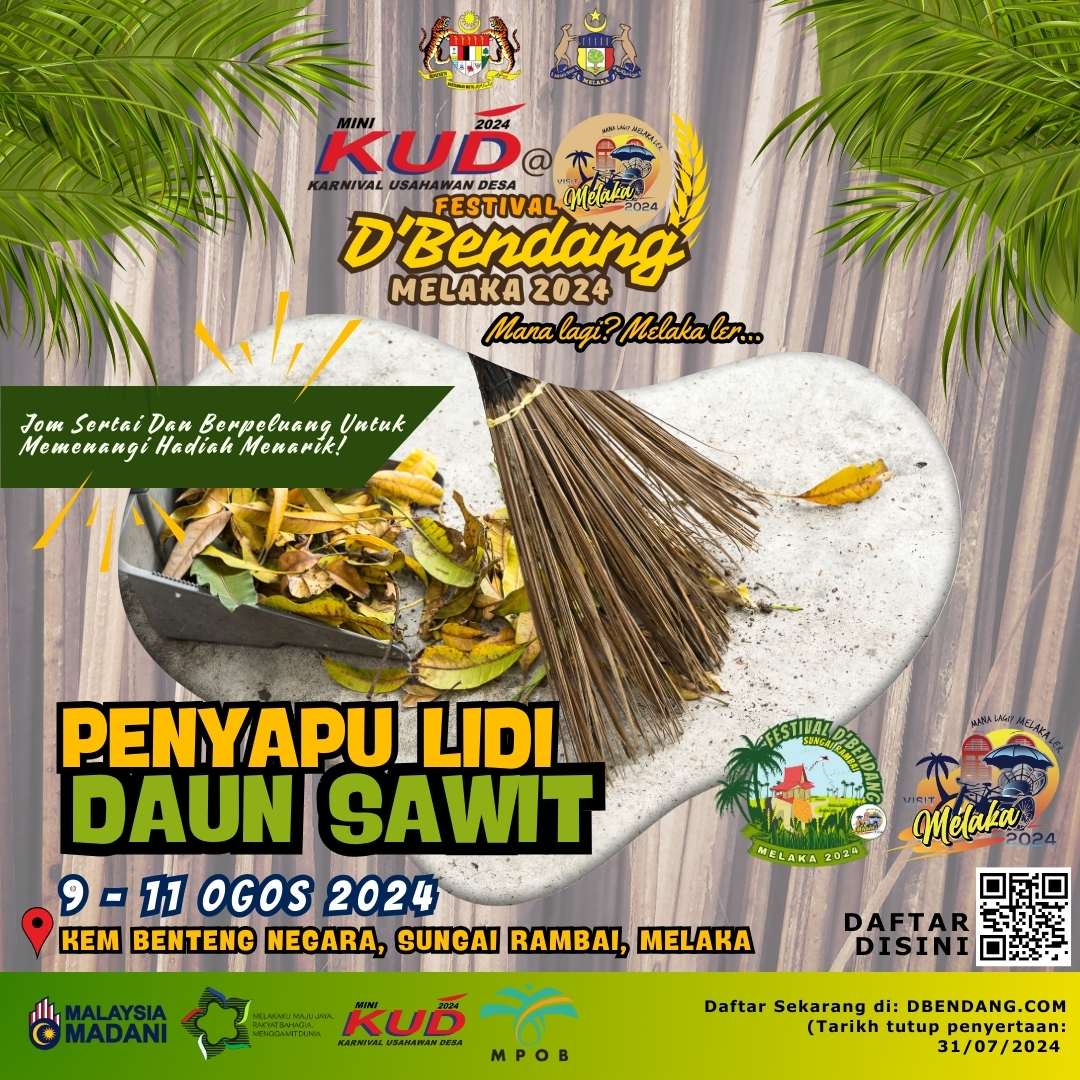 MELAKA
MINI 2024
KUD @
KARNIVAL USAHAWAN DESA
MANA LAGI? MELAKA LER..
VISIT
Melaka
2024
FESTIVAL
D'Bendang
MELAKA 2024
Mana lagi? Melaka ler...
Jom Sertai Dan Berpeluang Untuk
Memenangi Hadiah Menarik!
PENYAPU LIDI
DAUN SAWIT
FESTIVAL D'BENDANG
SUNGAI RAMBAI
MELAKA 2024
MANA LAGI? MELAKA LER..
VISIT
Melaka
2024
9 - 11 OGOS 2024
KEM BENTENG NEGARA, SUNGAI RAMBAI, MELAKA
DAFTAR
DISINI
MALAYSIA
MADANI
MELAKAKU MAJU JAYA,
RAKYAT BAHAGIA,
MENGGAMIT DUNIA
MINI 2024
KUD
KARNIVAL USAHAWAN DESA
MPOB
Daftar Sekarang di: DBENDANG.COM
(Tarikh tutup penyertaan:
31/07/2024